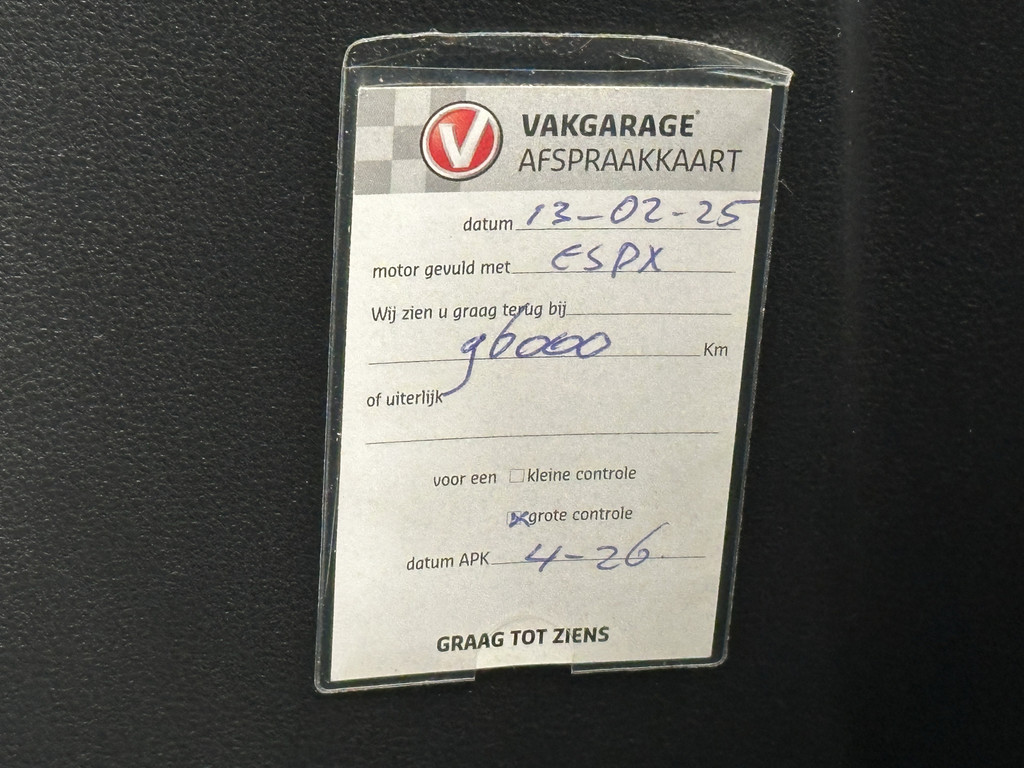 V VAKGARAGE®
AFSPRAAKKAART
datum 13-02-25
motor gevuld met ESPX
Wij zien u graag terug bij
96000 Km
of uiterlijk
voor een kleine controle
grote controle
datum APK 4-26
GRAAG TOT ZIENS